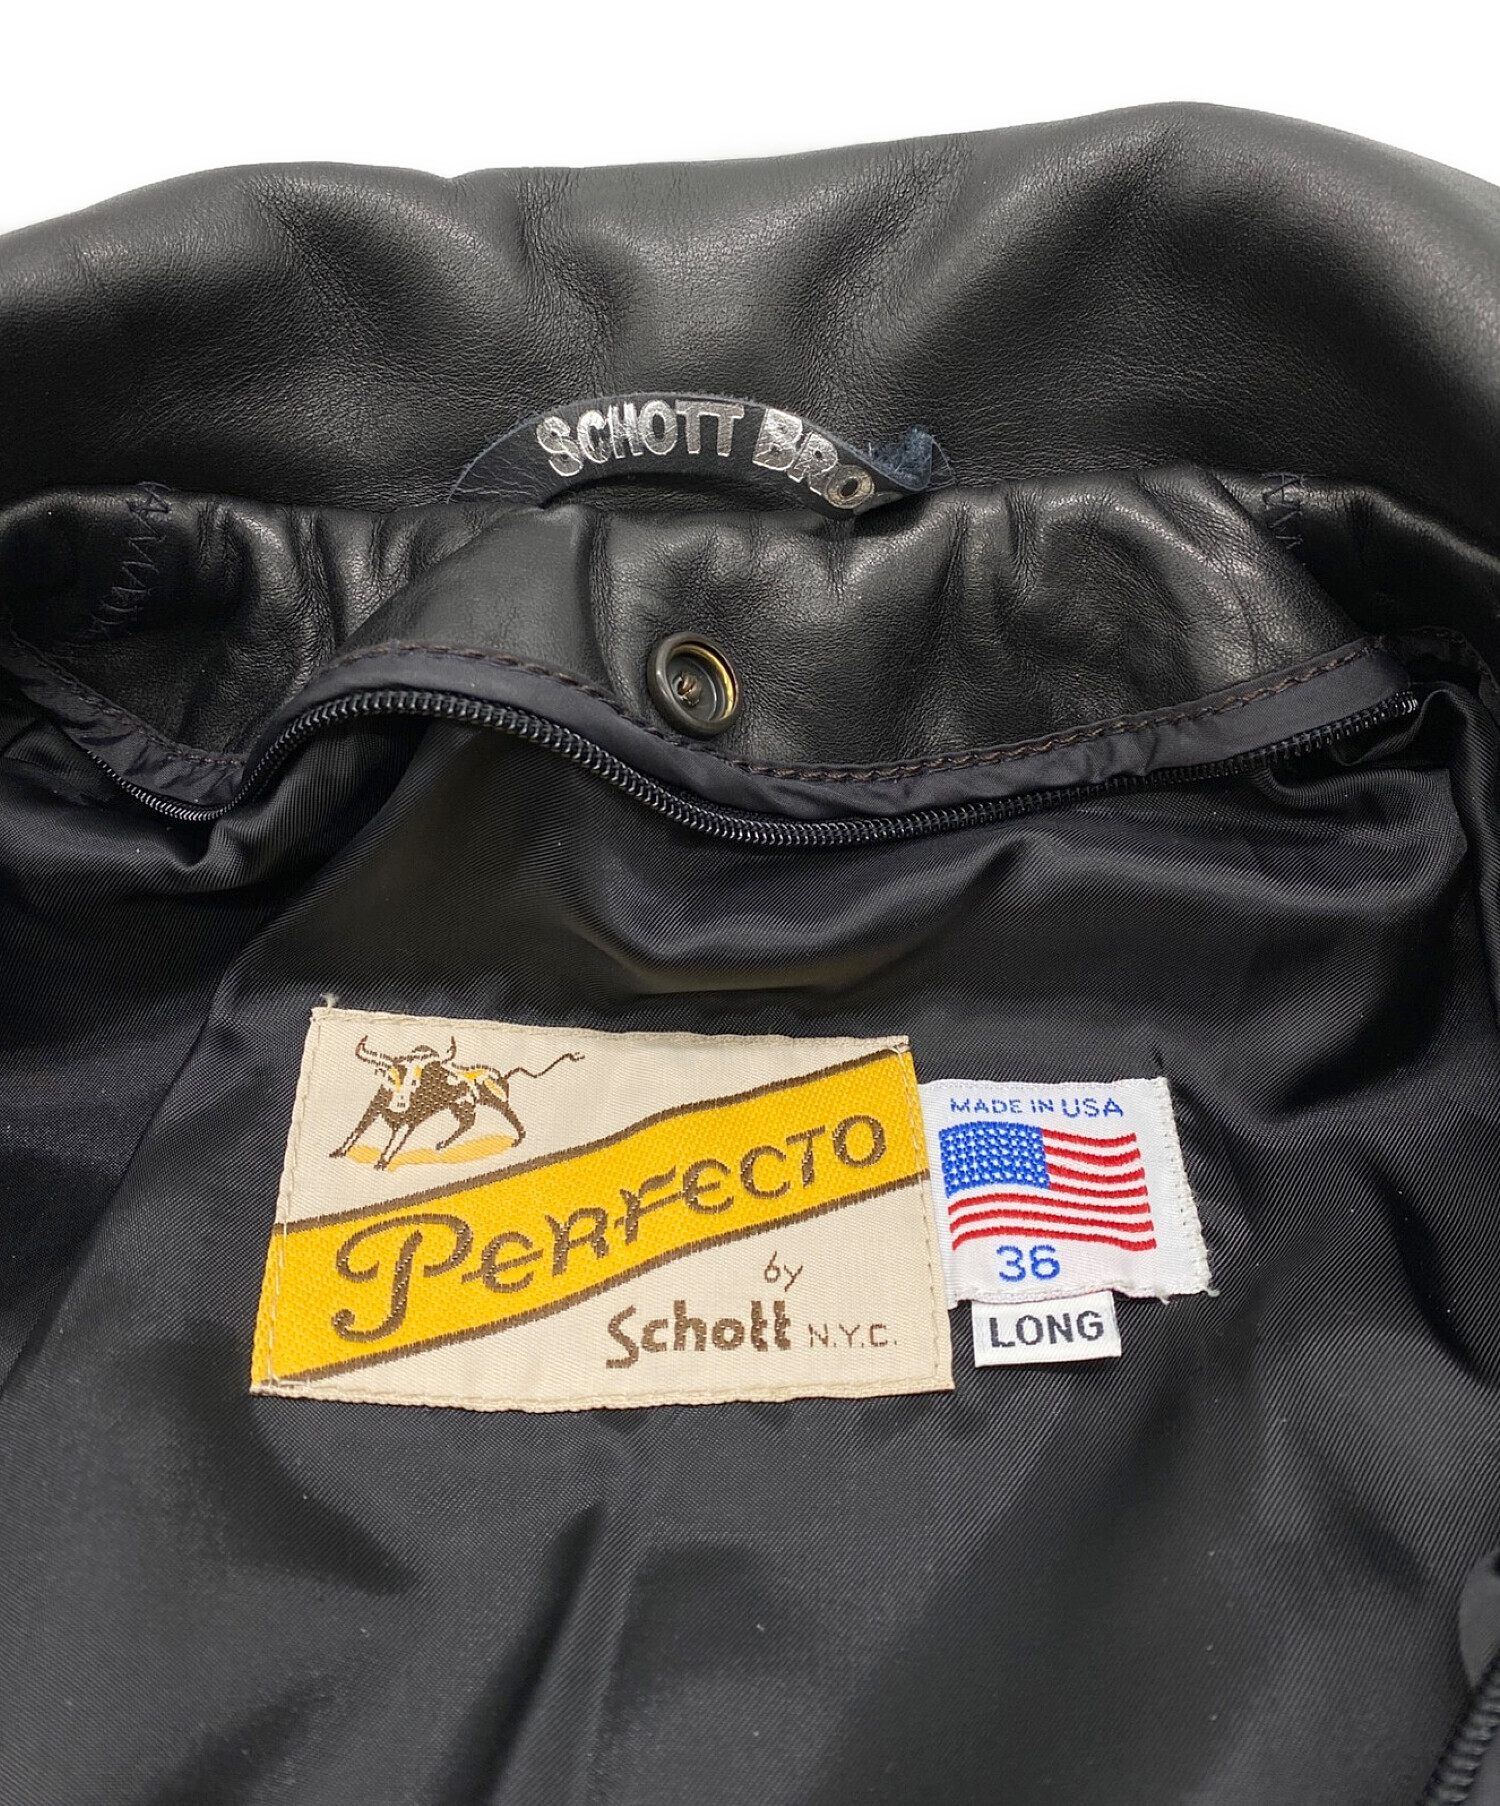 SCHOTT BRO
PERFECTO
by
Schott N.Y.C.
MADE IN USA
36
LONG